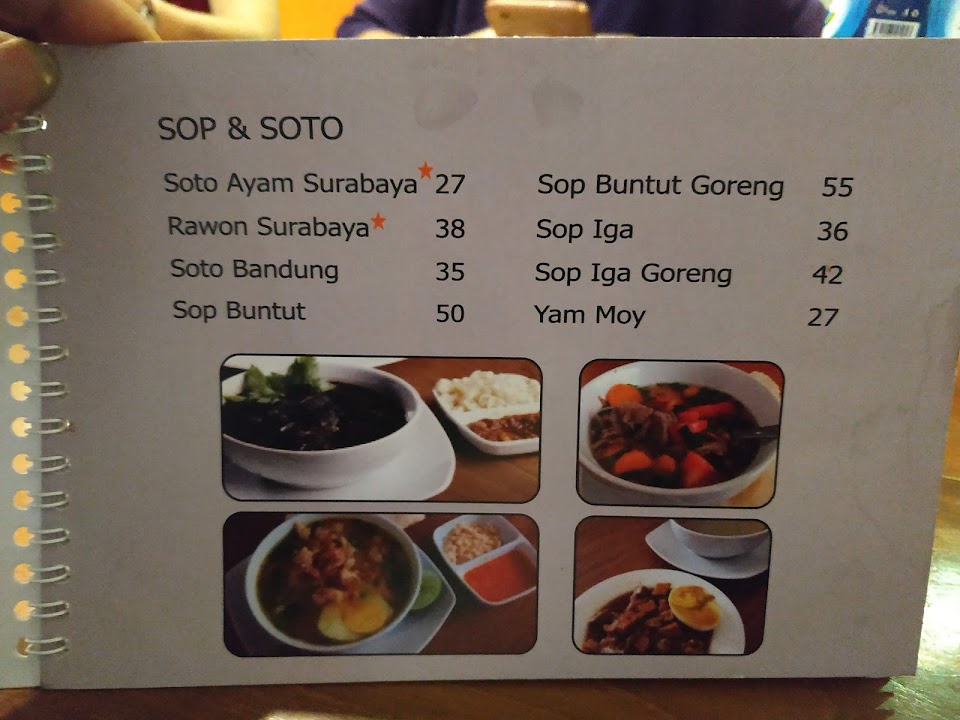 SOP & SOTO
Soto Ayam Surabaya★ 27
Rawon Surabaya★ 38
Soto Bandung 35
Sop Buntut 50
Sop Buntut Goreng 55
Sop Iga 36
Sop Iga Goreng 42
Yam Moy 27